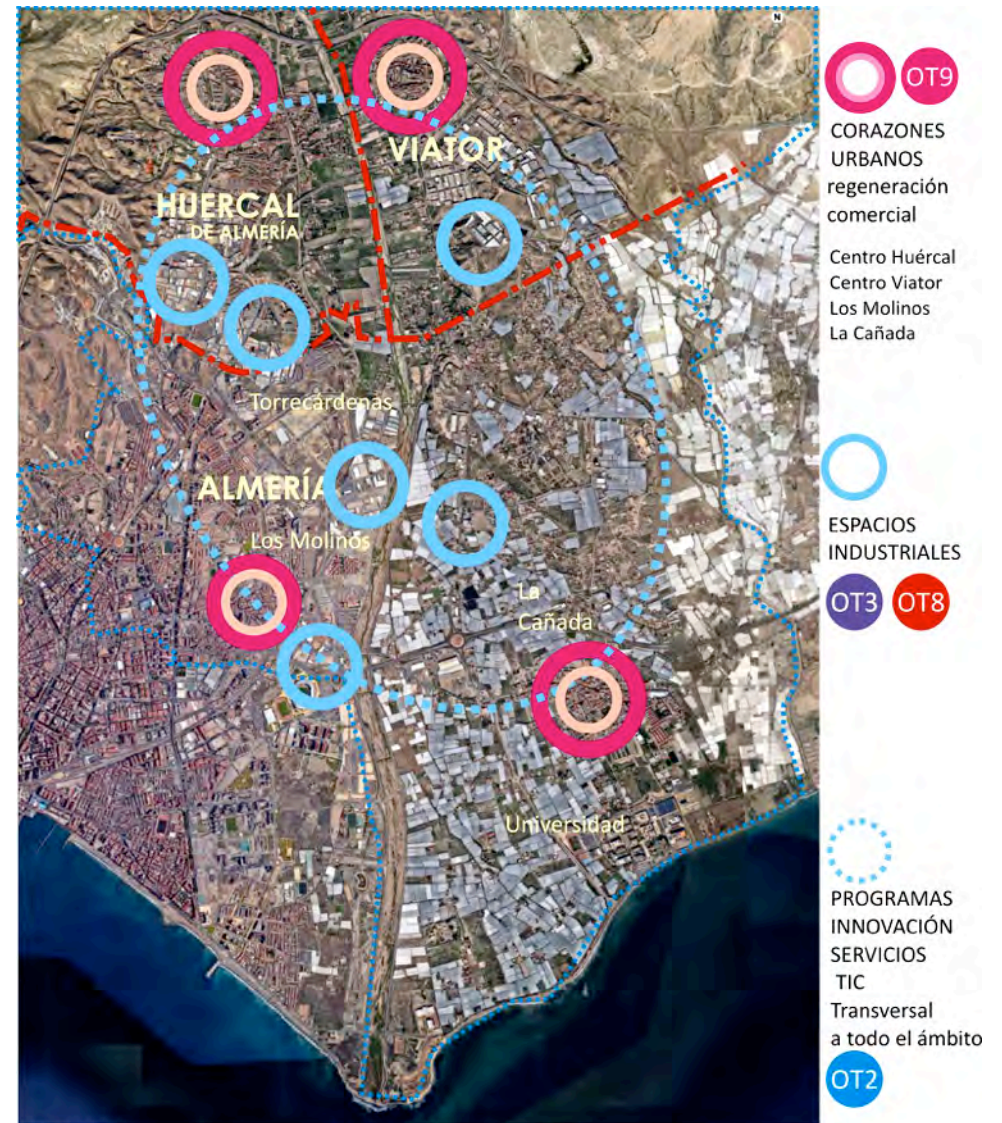 N
VIATOR
HUERCAL
DE ALMERÍA
Torrecárdenas
ALMERÍA
Los Molinos
La
Cañada
Universidad
OT9
CORAZONES
URBANOS
regeneración
comercial
Centro Huércal
Centro Viator
Los Molinos
La Cañada
ESPACIOS
INDUSTRIALES
OT3 OT8
PROGRAMAS
INNOVACIÓN
SERVICIOS
TIC
Transversal
a todo el ámbito
OT2